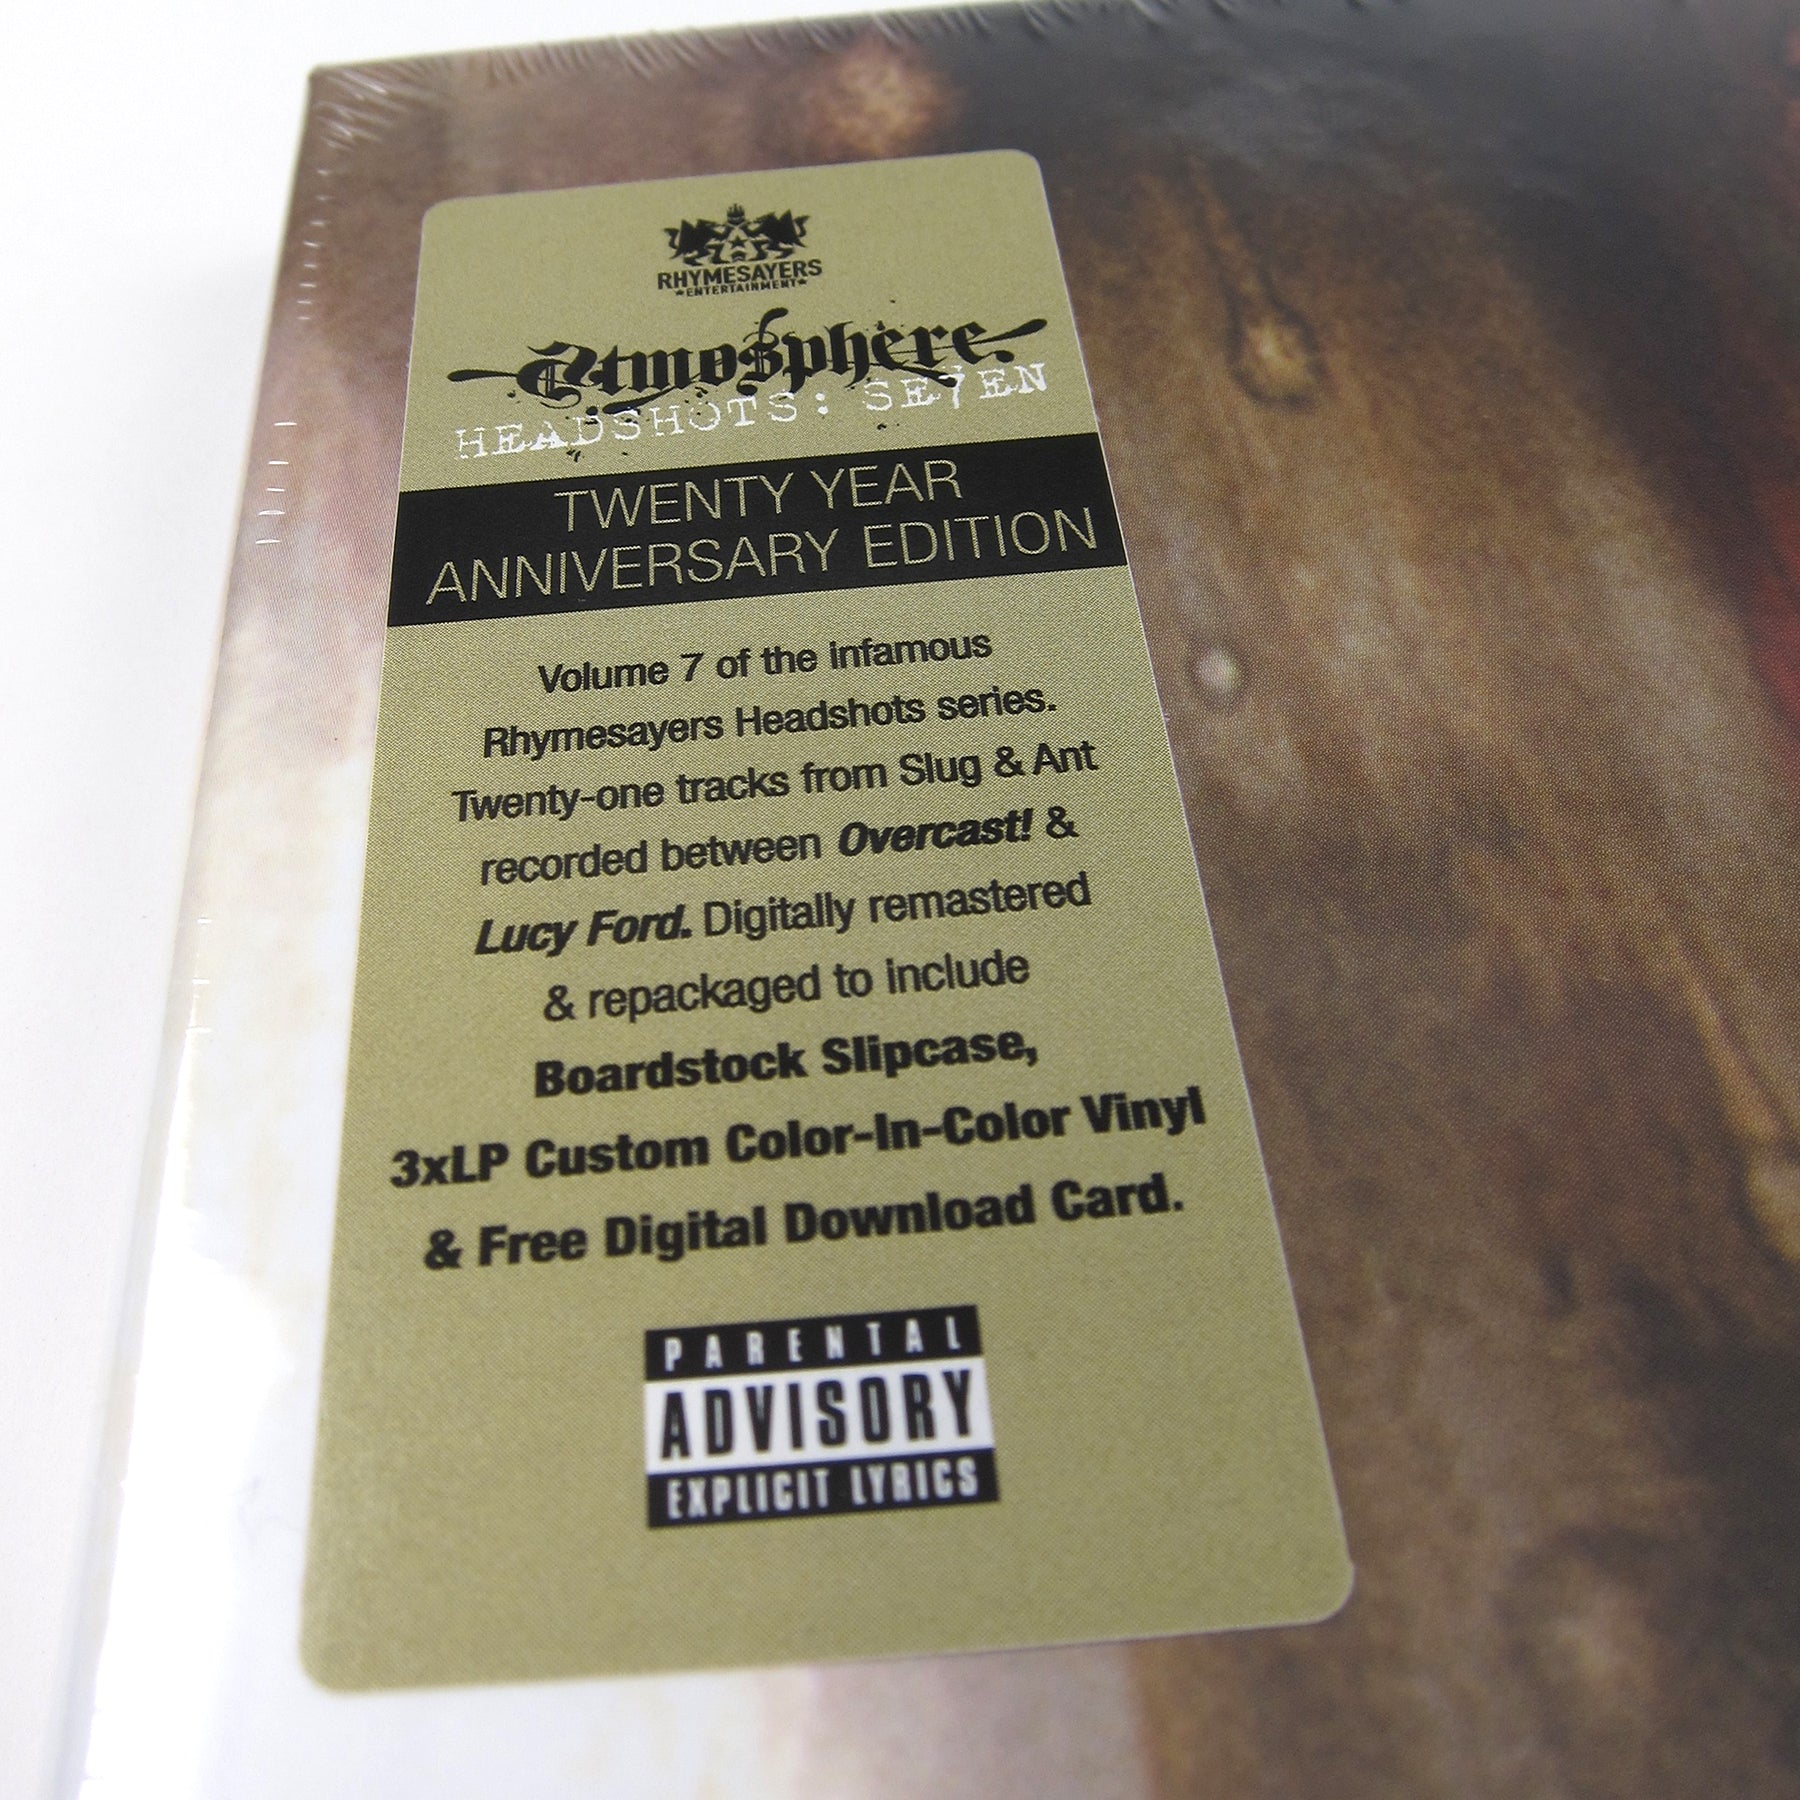 RHYMESAYERS
★ENTERTAINMENT★
Atmosphere
HEADSHOTS: SE7EN
TWENTY YEAR
ANNIVERSARY EDITION
Volume 7 of the infamous
Rhymesayers Headshots series.
Twenty-one tracks from Slug & Ant
recorded between Overcast! &
Lucy Ford. Digitally remastered
& repackaged to include
Boardstock Slipcase,
3xLP Custom Color-In-Color Vinyl
& Free Digital Download Card.
PARENTAL
ADVISORY
EXPLICIT LYRICS